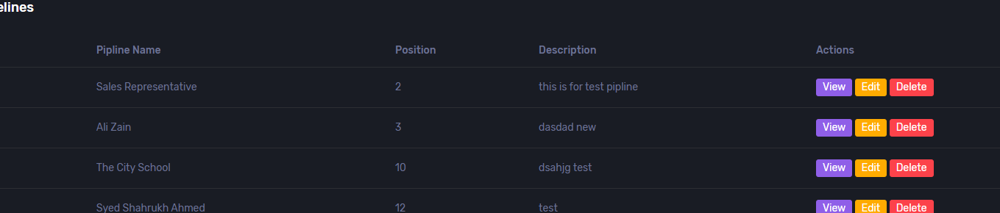 elines
Pipline Name Position Description Actions
Sales Representative 2 this is for test pipline View Edit Delete
Ali Zain 3 dasdad new View Edit Delete
The City School 10 dsahjg test View Edit Delete
Syed Shahrukh Ahmed 12 test View Edit Delete